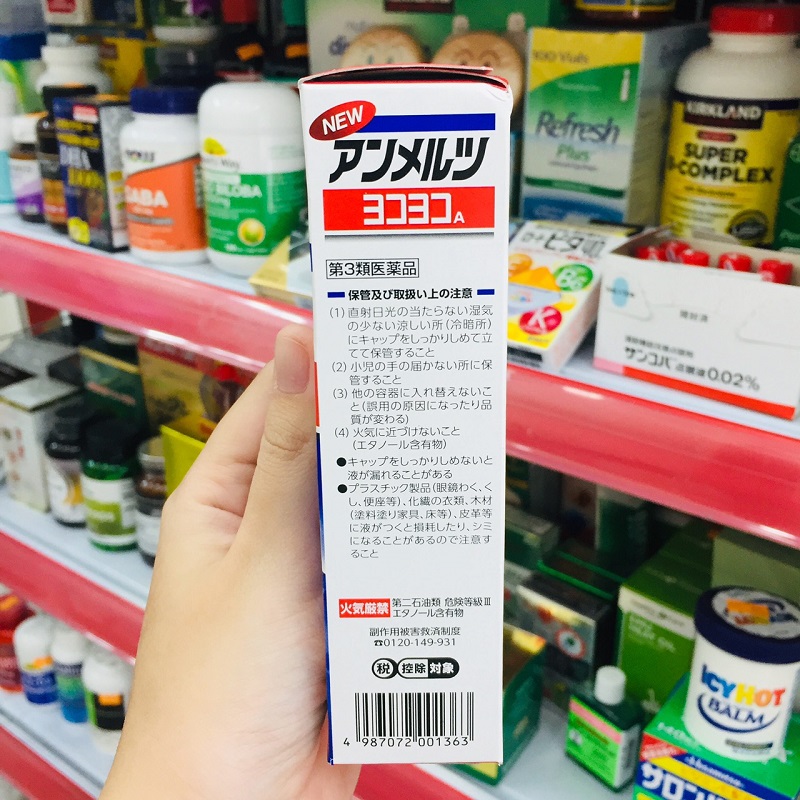 NEW
アンメルツ
ヨコヨコA
第3類医薬品
保管及び取扱い上の注意
(1) 直射日光の当たらない湿気
の少ない涼しい所(冷暗所)
にキャップをしっかりしめて立
てて保管すること
(2) 小児の手の届かない所に保
管すること
(3) 他の容器に入れ替えないこ
と(誤用の原因になったり品
質が変わる)
(4) 火気に近づけないこと
(エタノール含有物)
●キャップをしっかりしめないと
液が漏れることがある
●プラスチック製品(眼鏡わく、く
し、便座等)、化繊の衣類、木材
(塗料塗り家具、床等)、皮革等
に液がつくと損耗したり、シミ
になることがあるので注意す
ること
火気厳禁 第二石油類 危険等級Ⅲ
エタノール含有物
副作用被害救済制度
☎0120-149-931
税 控除 対象
4 987072 001363
Refresh
Plus
KIRKLAND
SUPER
B-COMPLEX
GABA
BILOBA
B6
K
開封済
サンコバ 点眼液0.02%
ICY HOT
BALM
サロン